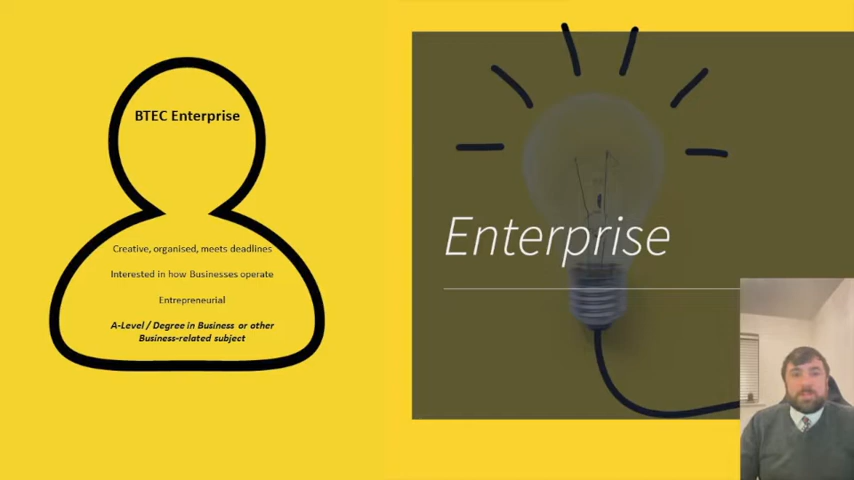 BTEC Enterprise
Creative, organised, meets deadlines
Interested in how Businesses operate
Entrepreneurial
A-Level / Degree in Business or other
Business-related subject
Enterprise